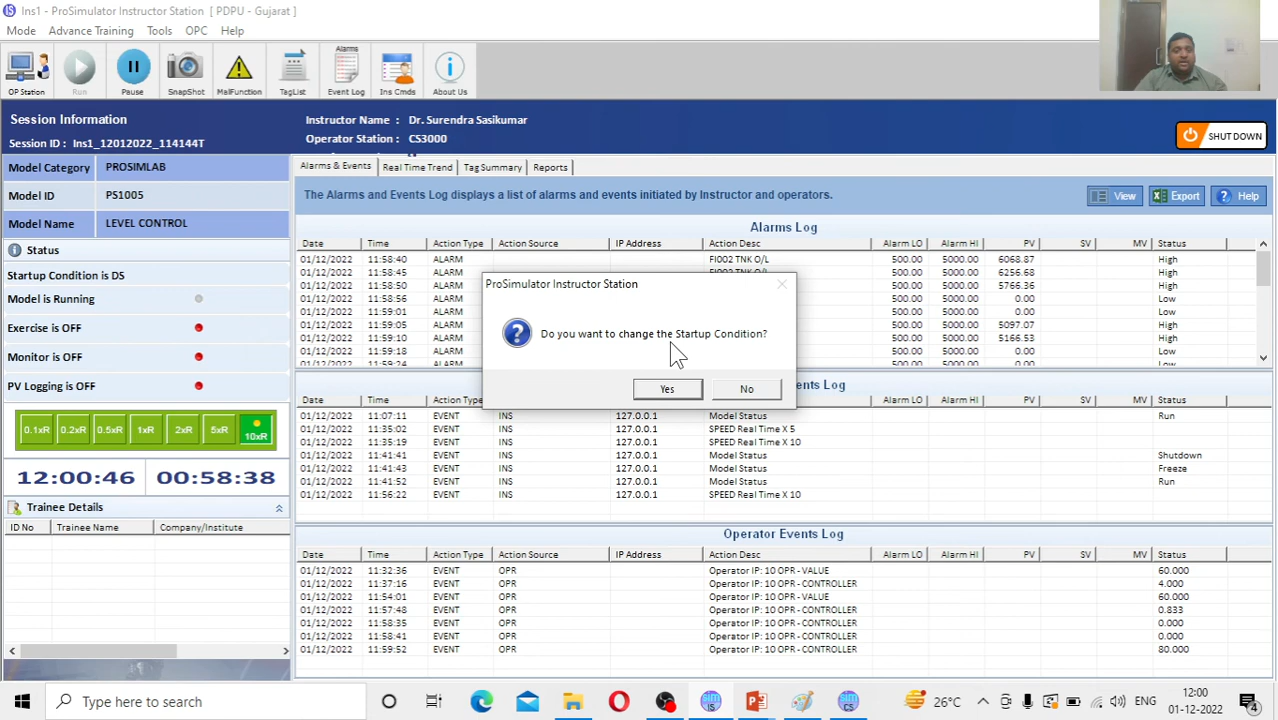 Ins1 - ProSimulator Instructor Station [ PDPU - Gujarat ]
Mode Advance Training Tools OPC Help
OP Station Run Pause SnapShot MalFunction TagList Alarms Event Log Ins Cmds About Us
Session Information
Session ID : Ins1_12012022_114144T
Instructor Name : Dr. Surendra Sasikumar
Operator Station : CS3000
SHUT DOWN
Model Category PROSIMLAB
Model ID PS1005
Model Name LEVEL CONTROL
Status
Startup Condition is DS
Model is Running
Exercise is OFF
Monitor is OFF
PV Logging is OFF
0.1xR 0.2xR 0.5xR 1xR 2xR 5xR 10xR
12:00:46 00:58:38
Trainee Details
ID No Trainee Name Company/Institute
Alarms & Events Real Time Trend Tag Summary Reports
The Alarms and Events Log displays a list of alarms and events initiated by Instructor and operators.
View Export Help
Alarms Log
Date Time Action Type Action Source IP Address Action Desc Alarm LO Alarm HI PV SV MV Status
01/12/2022 11:58:40 ALARM FI002 TNK O/L 500.00 5000.00 6068.87 High
01/12/2022 11:58:45 ALARM 500.00 5000.00 6256.68 High
01/12/2022 11:58:50 ALARM 500.00 5000.00 5766.36 High
01/12/2022 11:58:56 ALARM 500.00 5000.00 0.00 Low
01/12/2022 11:59:01 ALARM 500.00 5000.00 0.00 Low
01/12/2022 11:59:05 ALARM 500.00 5000.00 5097.07 High
01/12/2022 11:59:10 ALARM 500.00 5000.00 5166.53 High
01/12/2022 11:59:18 ALARM 500.00 5000.00 0.00 Low
01/12/2022 11:59:24 ALARM 500.00 5000.00 0.00 Low
ProSimulator Instructor Station
Do you want to change the Startup Condition?
Yes No
ents Log
Date Time Action Type Action Source IP Address Action Desc Alarm LO Alarm HI PV SV MV Status
01/12/2022 11:07:11 EVENT INS 127.0.0.1 Model Status Run
01/12/2022 11:35:02 EVENT INS 127.0.0.1 SPEED Real Time X 5
01/12/2022 11:35:19 EVENT INS 127.0.0.1 SPEED Real Time X 10
01/12/2022 11:41:41 EVENT INS 127.0.0.1 Model Status Shutdown
01/12/2022 11:41:43 EVENT INS 127.0.0.1 Model Status Freeze
01/12/2022 11:41:52 EVENT INS 127.0.0.1 Model Status Run
01/12/2022 11:56:22 EVENT INS 127.0.0.1 SPEED Real Time X 10
Operator Events Log
Date Time Action Type Action Source IP Address Action Desc Alarm LO Alarm HI PV SV MV Status
01/12/2022 11:32:36 EVENT OPR Operator IP: 10 OPR - VALUE 60.000
01/12/2022 11:37:16 EVENT OPR Operator IP: 10 OPR - CONTROLLER 4.000
01/12/2022 11:54:01 EVENT OPR Operator IP: 10 OPR - VALUE 60.000
01/12/2022 11:57:48 EVENT OPR Operator IP: 10 OPR - CONTROLLER 0.833
01/12/2022 11:58:35 EVENT OPR Operator IP: 10 OPR - CONTROLLER 0.000
01/12/2022 11:58:41 EVENT OPR Operator IP: 10 OPR - CONTROLLER 0.000
01/12/2022 11:59:52 EVENT OPR Operator IP: 10 OPR - CONTROLLER 80.000
Type here to search
26°C
ENG
12:00
01-12-2022
4